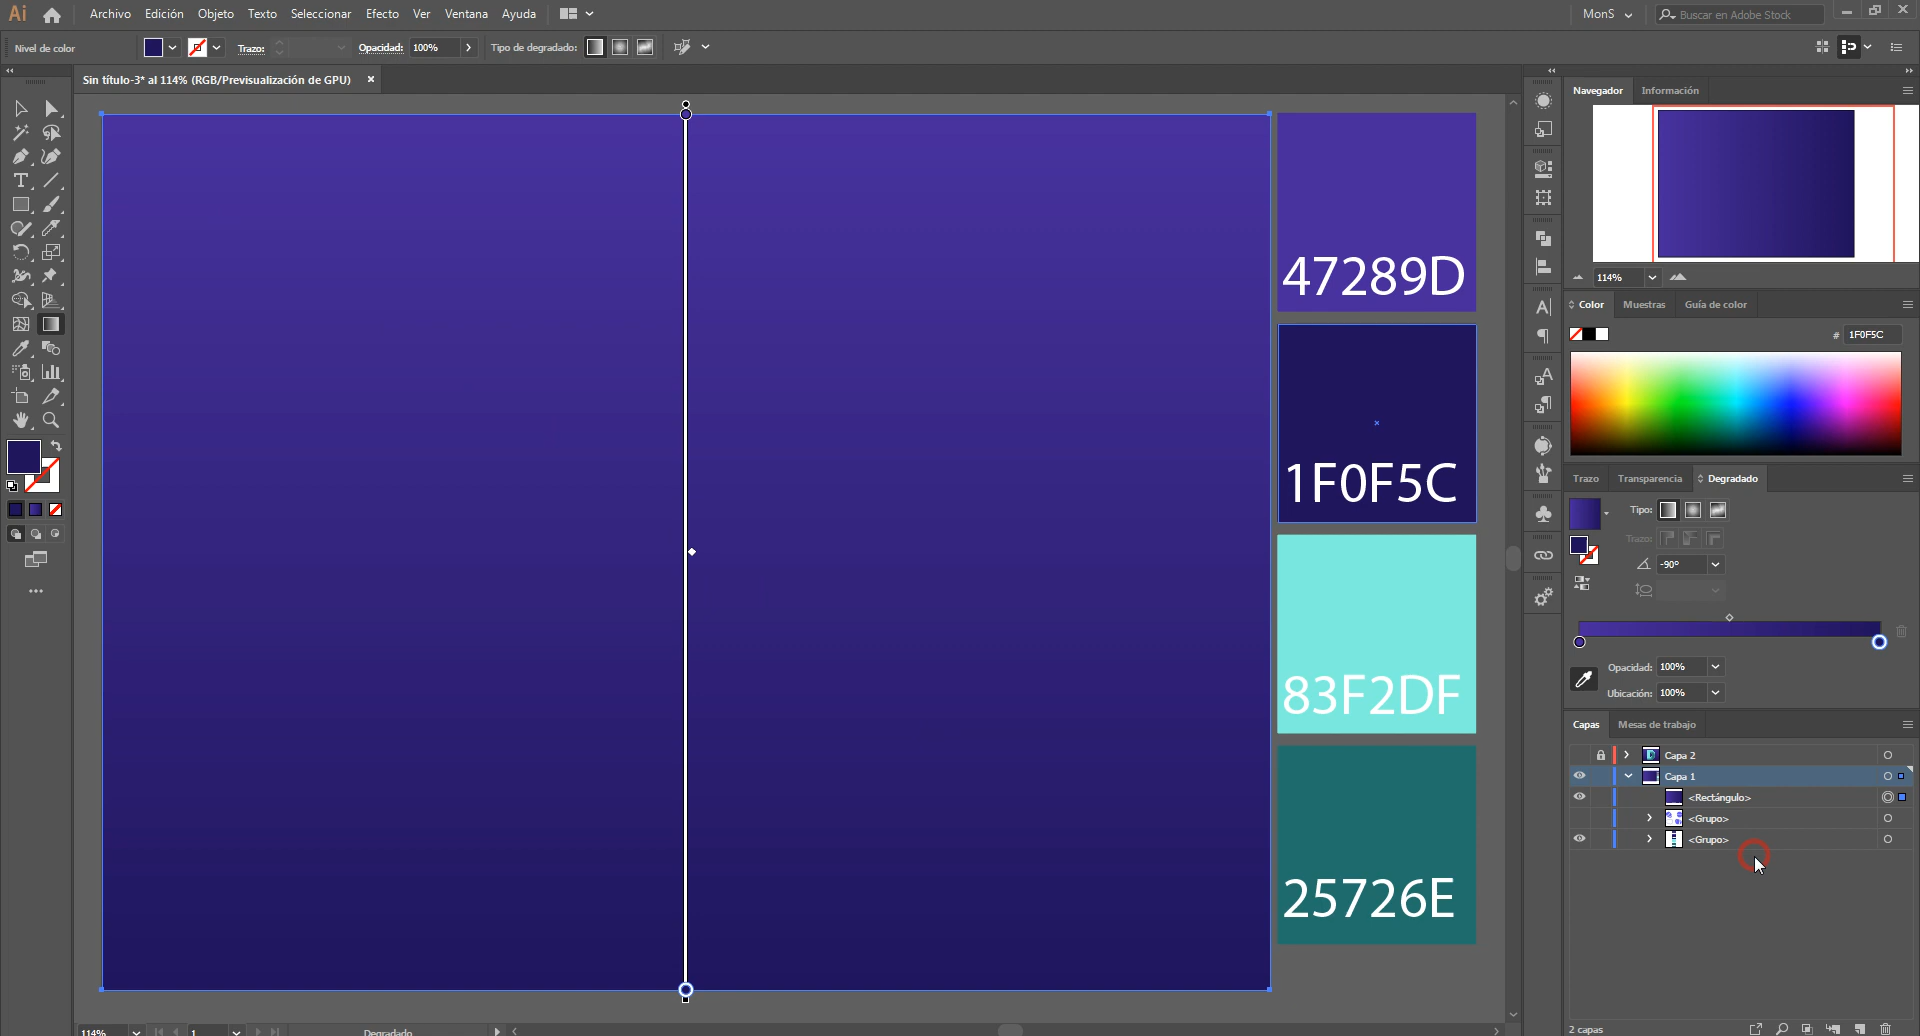 Ai
Archivo Edición Objeto Texto Seleccionar Efecto Ver Ventana Ayuda
MonS
Buscar en Adobe Stock
Nivel de color
Trazo:
Opacidad: 100%
Tipo de degradado:
Sin título-3* al 114% (RGB/Previsualización de GPU)
47289D
1F0F5C
83F2DF
25726E
Navegador Información
114%
Color Muestras Guía de color
# 1F0F5C
Trazo Transparencia Degradado
Tipo:
Trazo:
-90°
Opacidad: 100%
Ubicación: 100%
Capas Mesas de trabajo
Capa 2
Capa 1
<Rectángulo>
<Grupo>
<Grupo>
2 capas
114% 1 Degradado